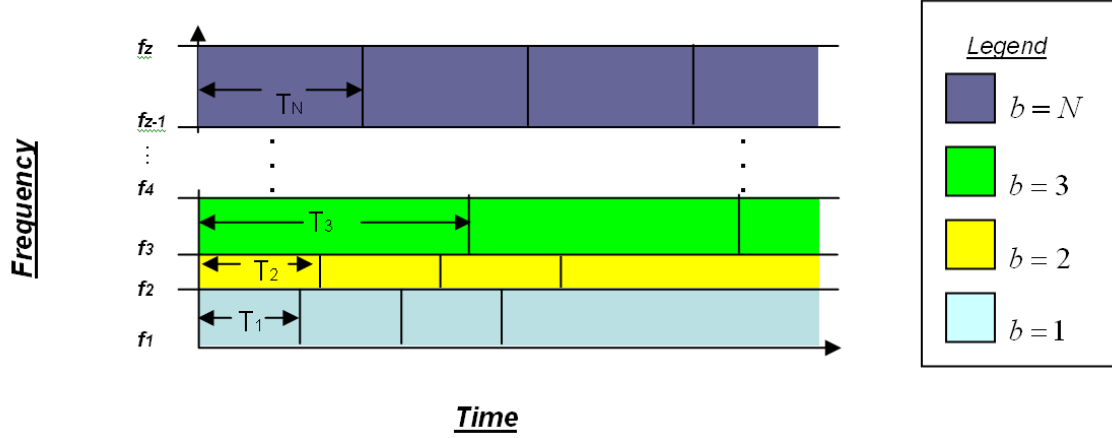 Frequency
fz
fz-1
⋮
f4
f3
f2
f1
TN
T3
T2
T1
Time
Legend
b = N
b = 3
b = 2
b = 1